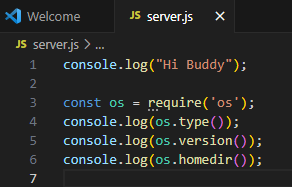 Welcome
JS server.js
JS server.js > ...
1 console.log("Hi Buddy");
2
3 const os = require('os');
4 console.log(os.type());
5 console.log(os.version());
6 console.log(os.homedir());
7